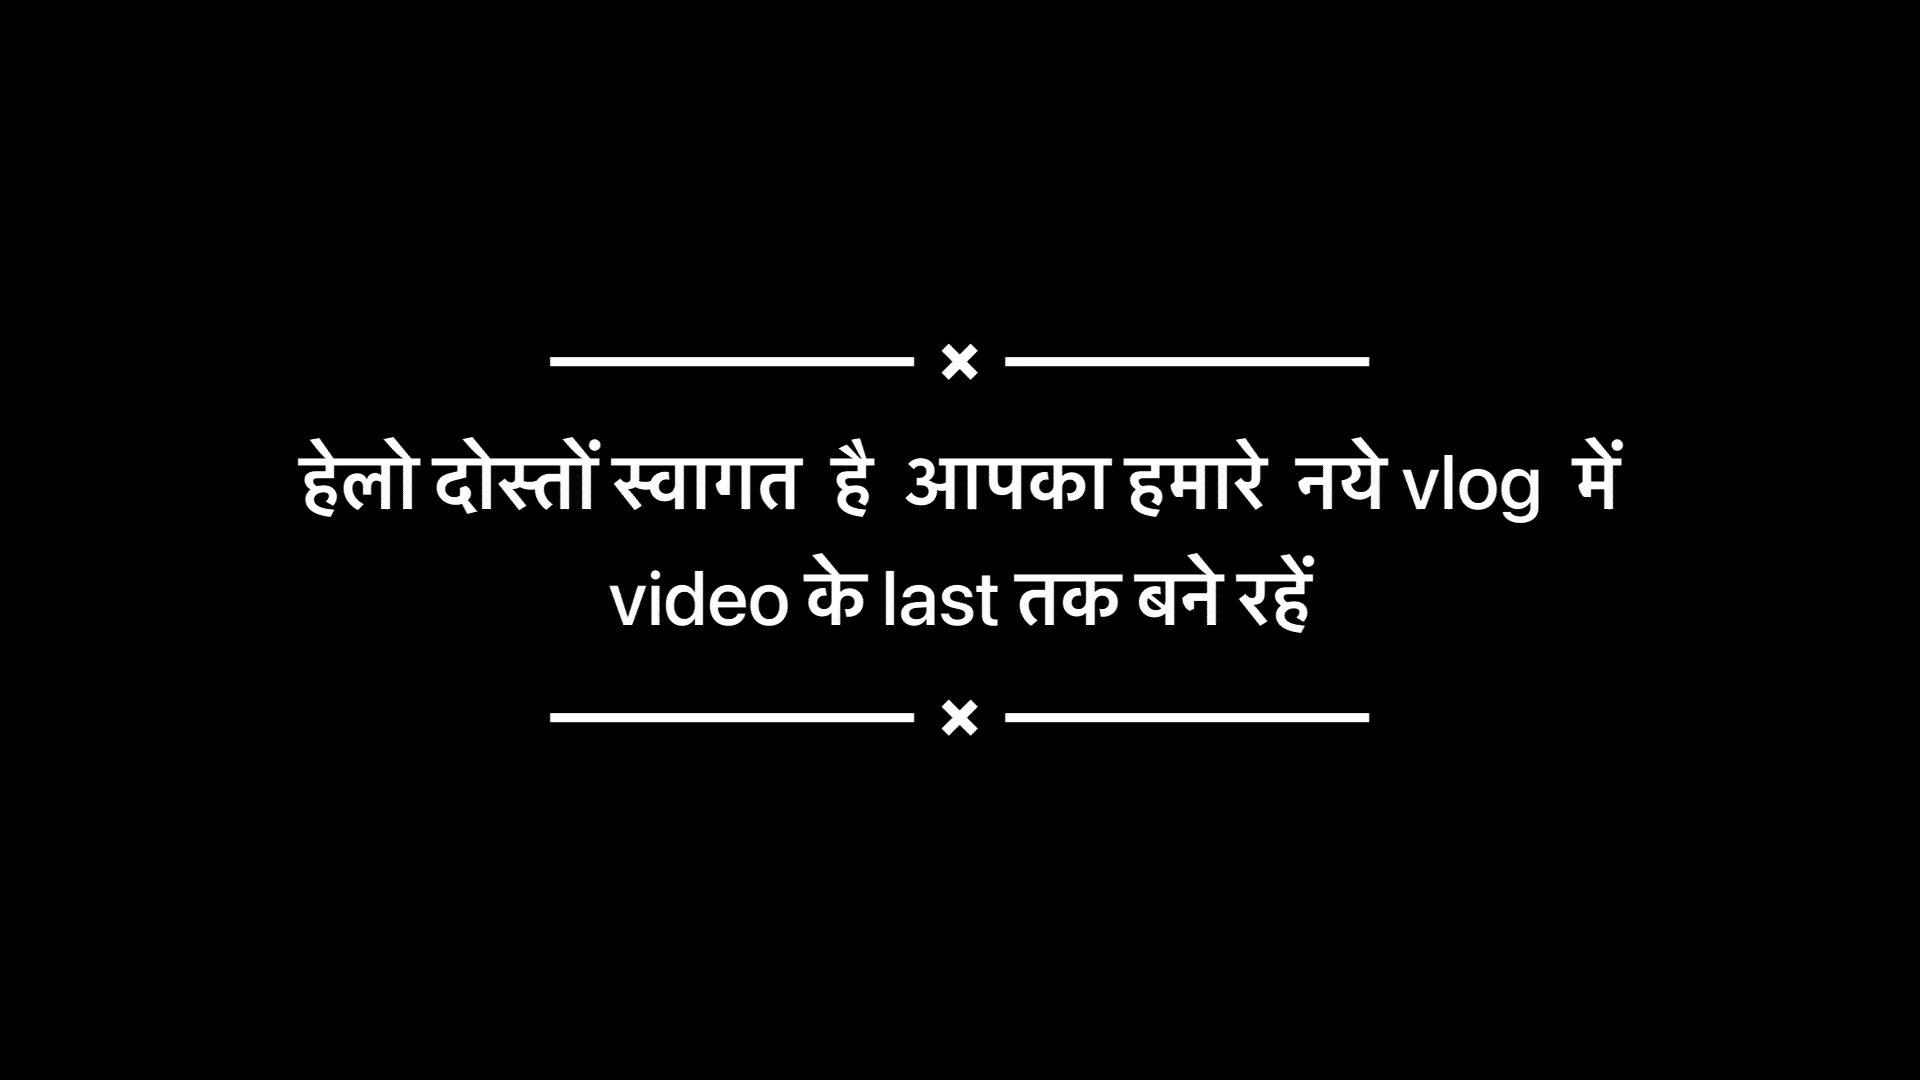 हेलो दोस्तों स्वागत है आपका हमारे नये vlog में
video के last तक बने रहें